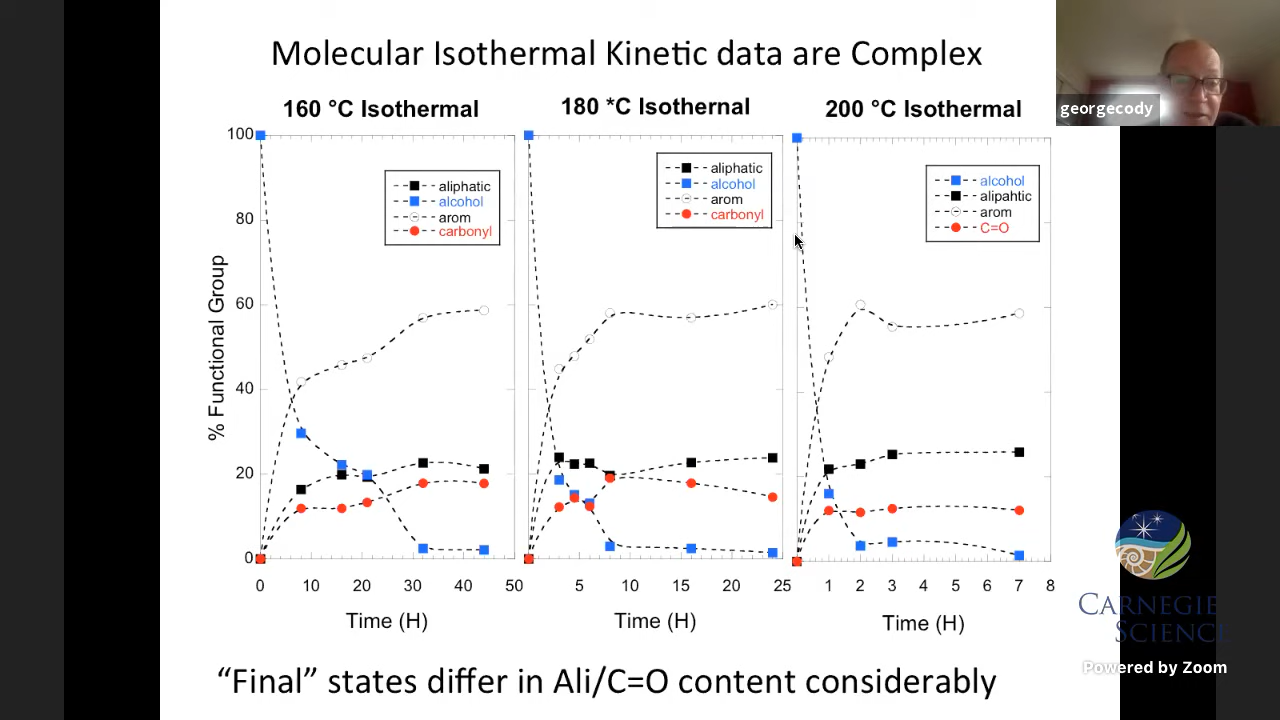 Molecular Isothermal Kinetic data are Complex
georgecody
160 °C Isothermal
180 *C Isothernal
200 °C Isothermal
% Functional Group
100
80
60
40
20
0
aliphatic
alcohol
arom
carbonyl
aliphatic
alcohol
arom
carbonyl
alcohol
alipahtic
arom
C=O
0 10 20 30 40 50
5 10 15 20 25
1 2 3 4 5 6 7 8
Time (H)
Time (H)
Time (H)
“Final” states differ in Ali/C=O content considerably
CARNEGIE
SCIENCE
Powered by Zoom